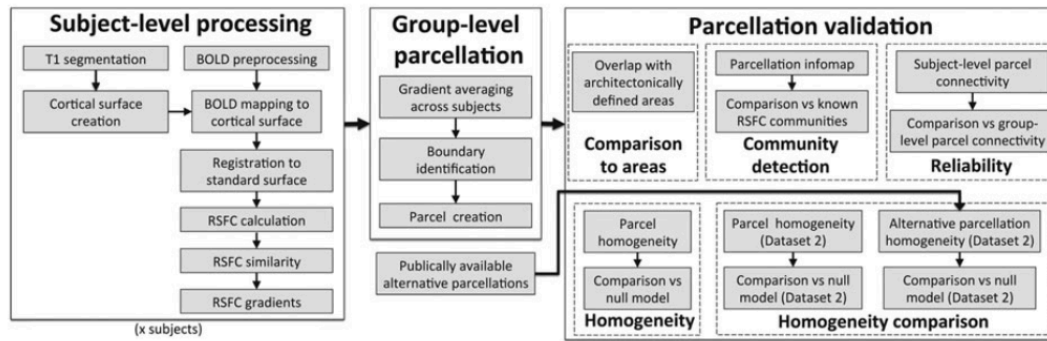 Subject-level processing
T1 segmentation
BOLD preprocessing
Cortical surface
creation
BOLD mapping to
cortical surface
Registration to
standard surface
RSFC calculation
RSFC similarity
RSFC gradients
(x subjects)
Group-level
parcellation
Gradient averaging
across subjects
Boundary
identification
Parcel creation
Publically available
alternative parcellations
Parcellation validation
Overlap with
architectonically
defined areas
Comparison
to areas
Parcellation infomap
Comparison vs known
RSFC communities
Community
detection
Subject-level parcel
connectivity
Comparison vs group-
level parcel connectivity
Reliability
Parcel
homogeneity
Comparison vs
null model
Homogeneity
Parcel homogeneity
(Dataset 2)
Comparison vs null
model (Dataset 2)
Alternative parcellation
homogeneity (Dataset 2)
Comparison vs null
model (Dataset 2)
Homogeneity comparison